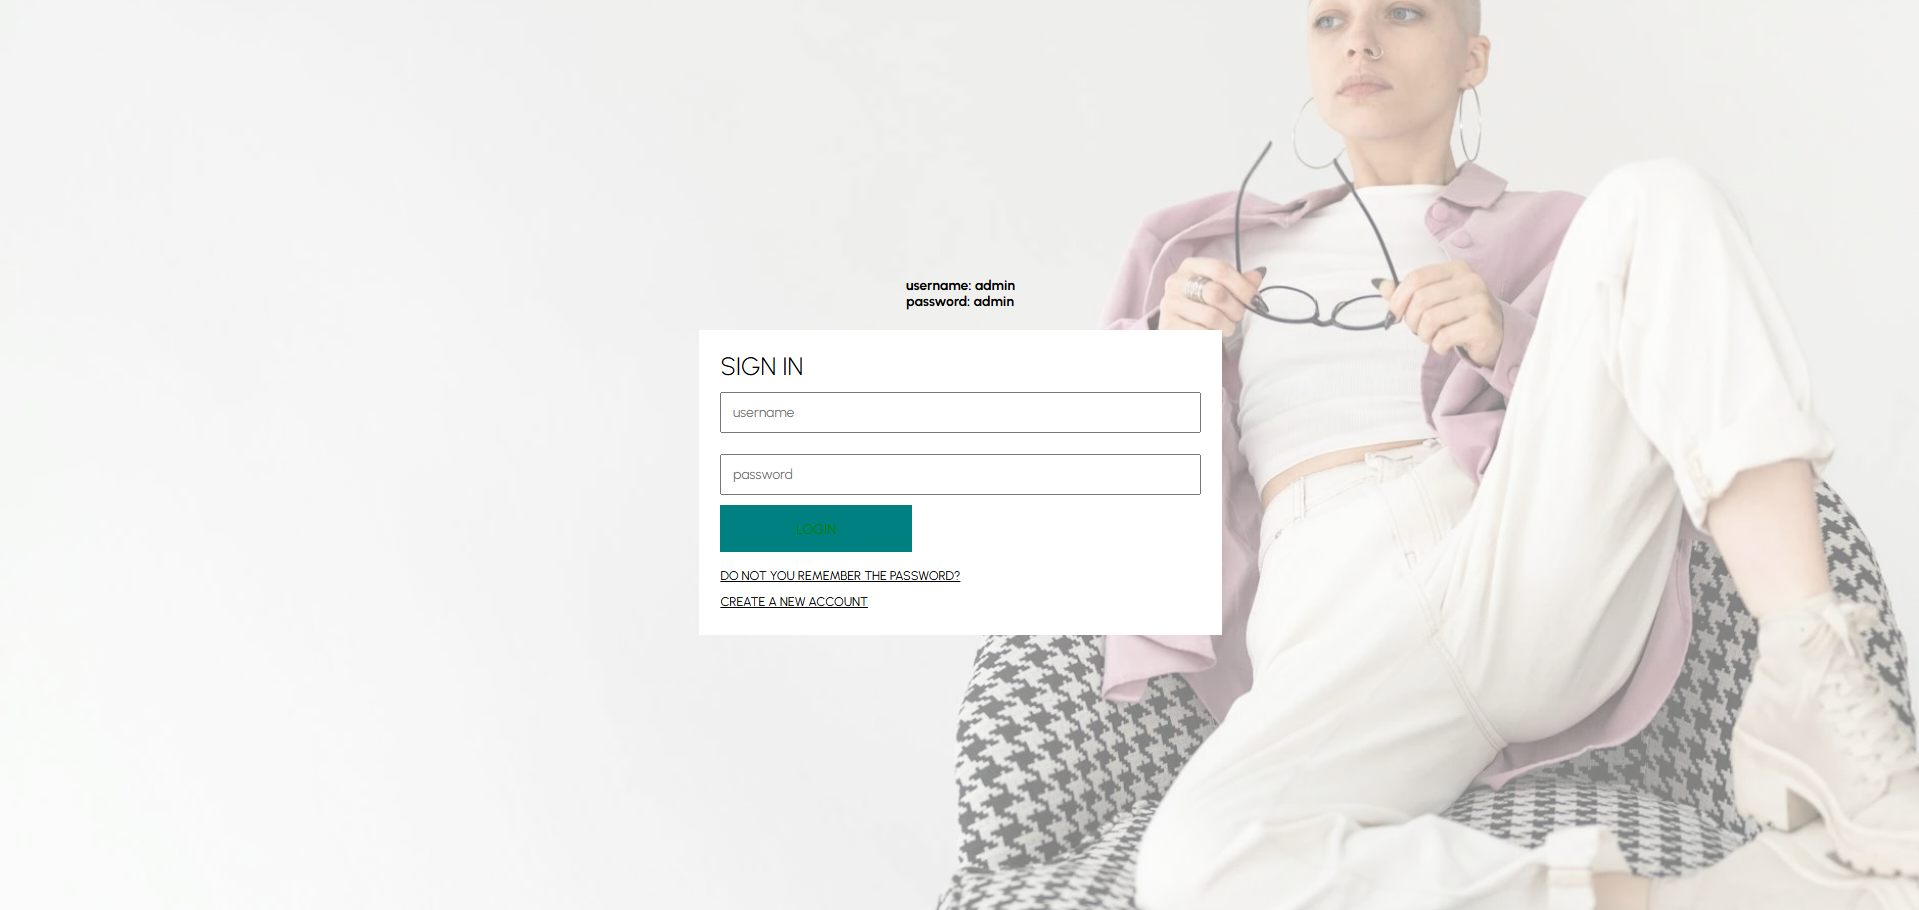 username: admin
password: admin
SIGN IN
username
password
LOGIN
DO NOT YOU REMEMBER THE PASSWORD?
CREATE A NEW ACCOUNT